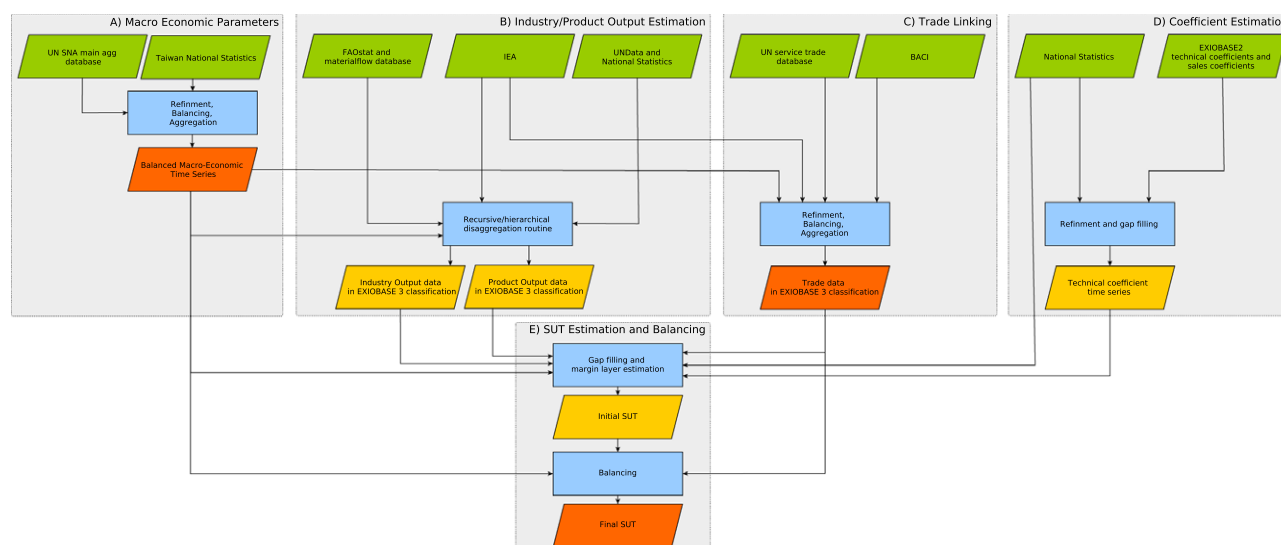 A) Macro Economic Parameters
UN SNA main agg
database
Taiwan National Statistics
Refinment,
Balancing,
Aggregation
Balanced Macro-Economic
Time Series
B) Industry/Product Output Estimation
FAOstat and
materialflow database
IEA
UNData and
National Statistics
Recursive/hierarchical
disaggregation routine
Industry Output data
in EXIOBASE 3 classification
Product Output data
in EXIOBASE 3 classification
C) Trade Linking
UN service trade
database
BACI
Refinment,
Balancing,
Aggregation
Trade data
in EXIOBASE 3 classification
D) Coefficient Estimatio
National Statistics
EXIOBASE2
technical coefficients and
sales coefficients
Refinment and gap filling
Technical coefficient
time series
E) SUT Estimation and Balancing
Gap filling and
margin layer estimation
Initial SUT
Balancing
Final SUT